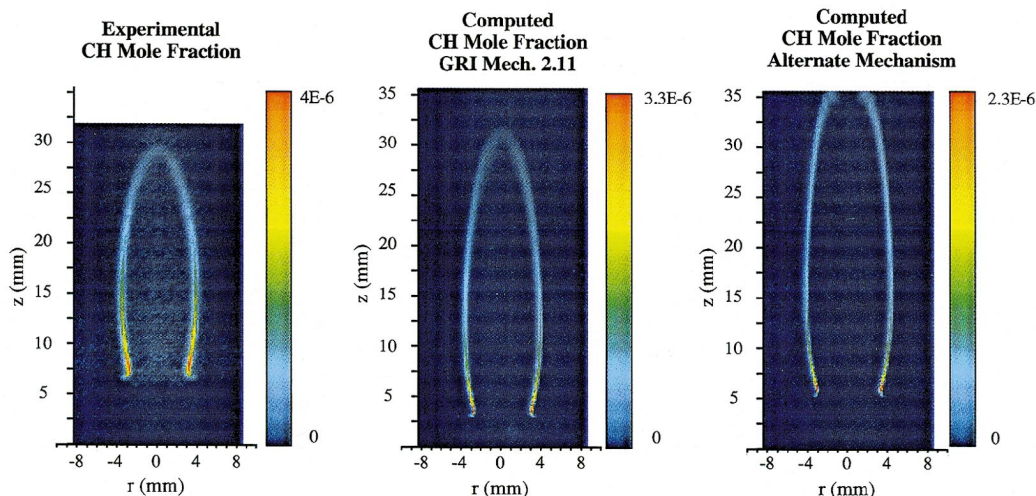 Experimental
CH Mole Fraction
4E-6
0
30
25
20
15
10
5
z (mm)
-8 -4 0 4 8
r (mm)
Computed
CH Mole Fraction
GRI Mech. 2.11
3.3E-6
0
35
30
25
20
15
10
5
z (mm)
-8 -4 0 4 8
r (mm)
Computed
CH Mole Fraction
Alternate Mechanism
2.3E-6
0
35
30
25
20
15
10
5
z (mm)
-8 -4 0 4 8
r (mm)